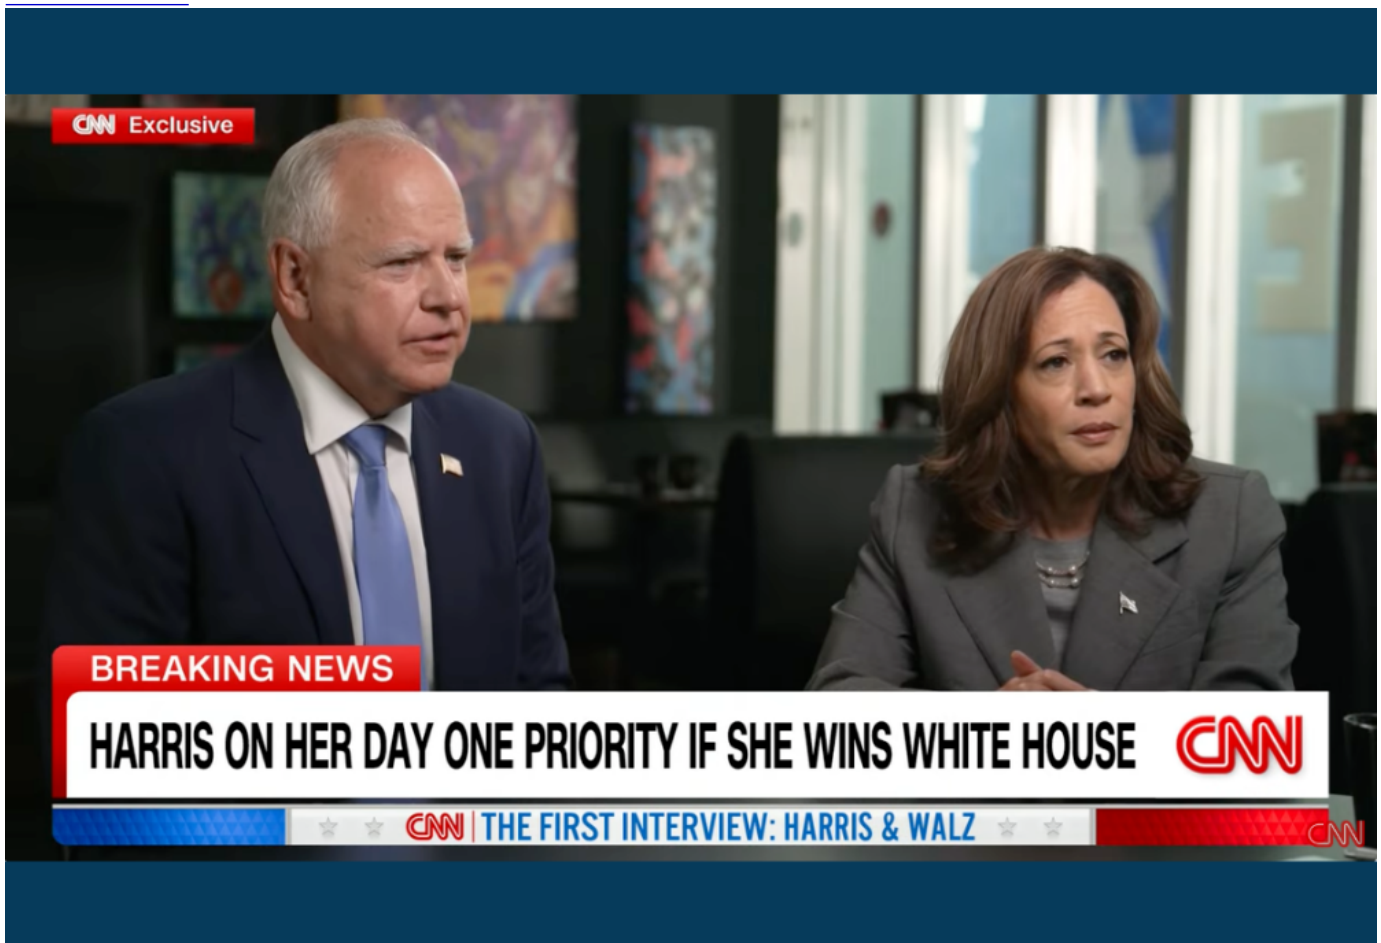 CNN Exclusive
BREAKING NEWS
HARRIS ON HER DAY ONE PRIORITY IF SHE WINS WHITE HOUSE
CNN
CNN THE FIRST INTERVIEW: HARRIS & WALZ
CNN